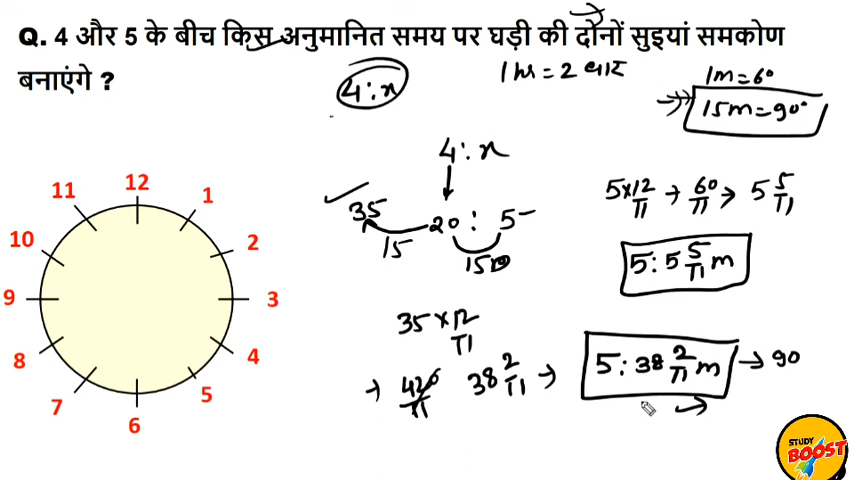 Q. 4 और 5 के बीच किस अनुमानित समय पर घड़ी की दोनों सुइयां समकोण
बनाएंगे ?
4:x
1 hr = 2 बार
1m = 6°
15m = 90°
4:x
35 20 : 5
15 15
5×12/11 → 60/11 → 5 5/11
5 : 5 5/11 m
35×12/11
→ 420/11 38 2/11 →
5 : 38 2/11 m → 90
12
1
2
3
4
5
6
7
8
9
10
11
STUDY
BOOST